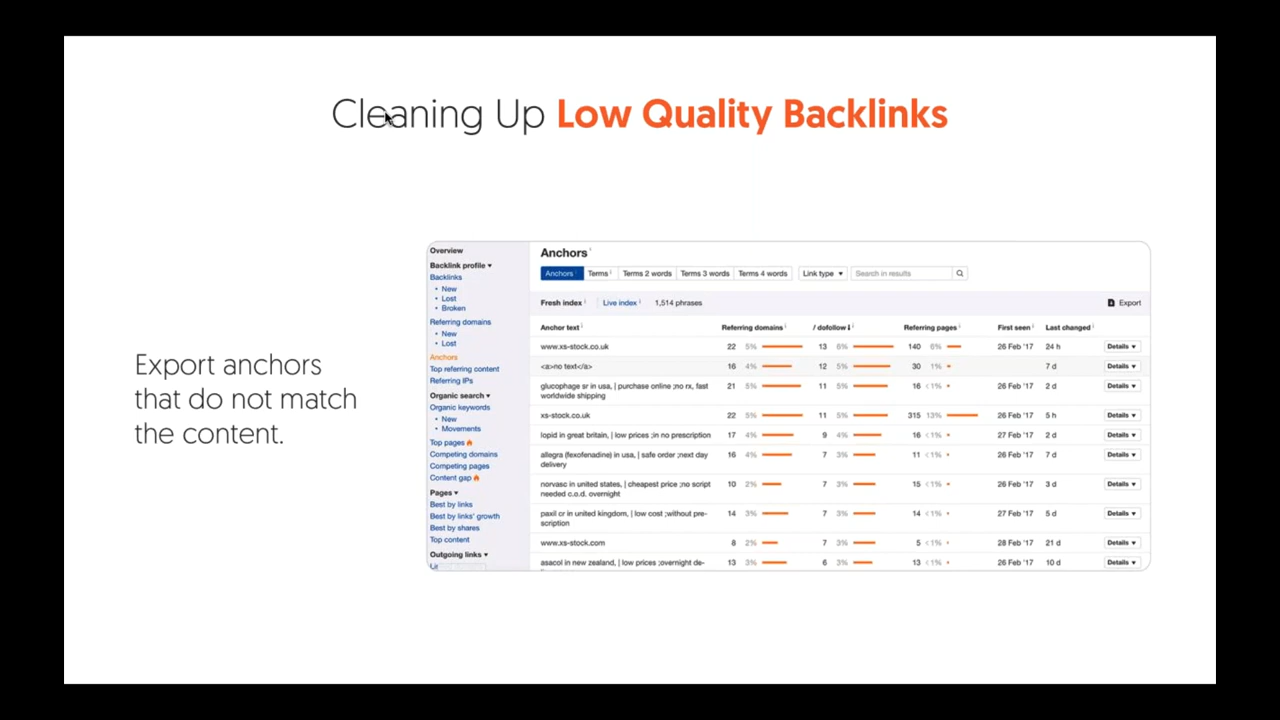 Cleaning Up Low Quality Backlinks
Export anchors
that do not match
the content.
Overview
Backlink profile ▾
Backlinks
• New
• Lost
• Broken
Referring domains
• New
• Lost
Anchors
Top referring content
Referring IPs
Organic search ▾
Organic keywords
• New
• Movements
Top pages
Competing domains
Competing pages
Content gap
Pages ▾
Best by links
Best by links' growth
Best by shares
Top content
Outgoing links ▾
Anchors i
Anchors i Terms i Terms 2 words Terms 3 words Terms 4 words Link type ▾ Search in results
Fresh index i Live index i 1,514 phrases Export
Anchor text i Referring domains i / dofollow i Referring pages i First seen i Last changed i
www.xs-stock.co.uk 22 5% 13 6% 140 6% 26 Feb '17 24 h Details ▾
<a>no text</a> 16 4% 12 5% 30 1% 7 d Details ▾
glucophage sr in usa, | purchase online ;no rx, fast 21 5% 11 5% 16 <1% 26 Feb '17 2 d Details ▾
worldwide shipping
xs-stock.co.uk 22 5% 11 5% 315 13% 26 Feb '17 5 h Details ▾
lopid in great britain, | low prices ;in no prescription 17 4% 9 4% 16 <1% 27 Feb '17 2 d Details ▾
allegra (fexofenadine) in usa, | safe order ;next day 16 4% 7 3% 11 <1% 26 Feb '17 7 d Details ▾
delivery
norvasc in united states, | cheapest price ;no script 10 2% 7 3% 15 <1% 26 Feb '17 3 d Details ▾
needed c.o.d. overnight
paxil cr in united kingdom, | low cost ;without pre- 14 3% 7 3% 14 <1% 27 Feb '17 5 d Details ▾
scription
www.xs-stock.com 8 2% 7 3% 5 <1% 28 Feb '17 21 d Details ▾
asacol in new zealand, | low prices ;overnight de- 13 3% 6 3% 13 <1% 26 Feb '17 10 d Details ▾